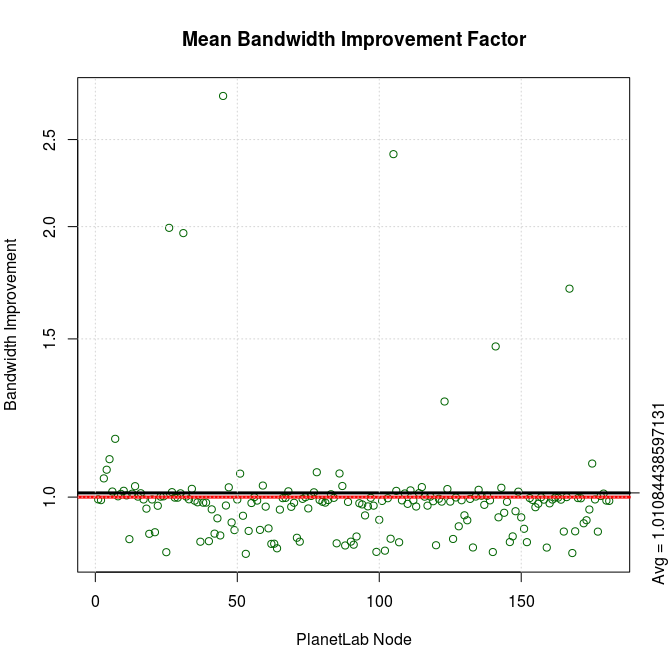 Mean Bandwidth Improvement Factor
Bandwidth Improvement
2.5
2.0
1.5
1.0
0
50
100
150
PlanetLab Node
Avg = 1.01084438597131